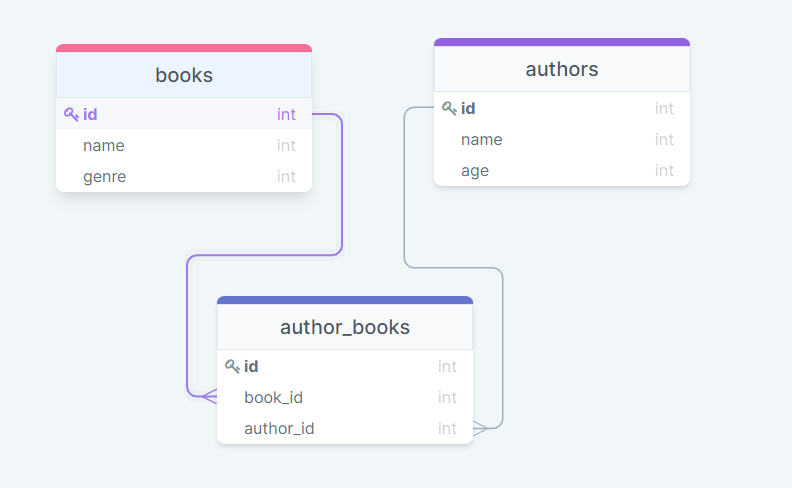 books
id int
name int
genre int
authors
id int
name int
age int
author_books
id int
book_id int
author_id int